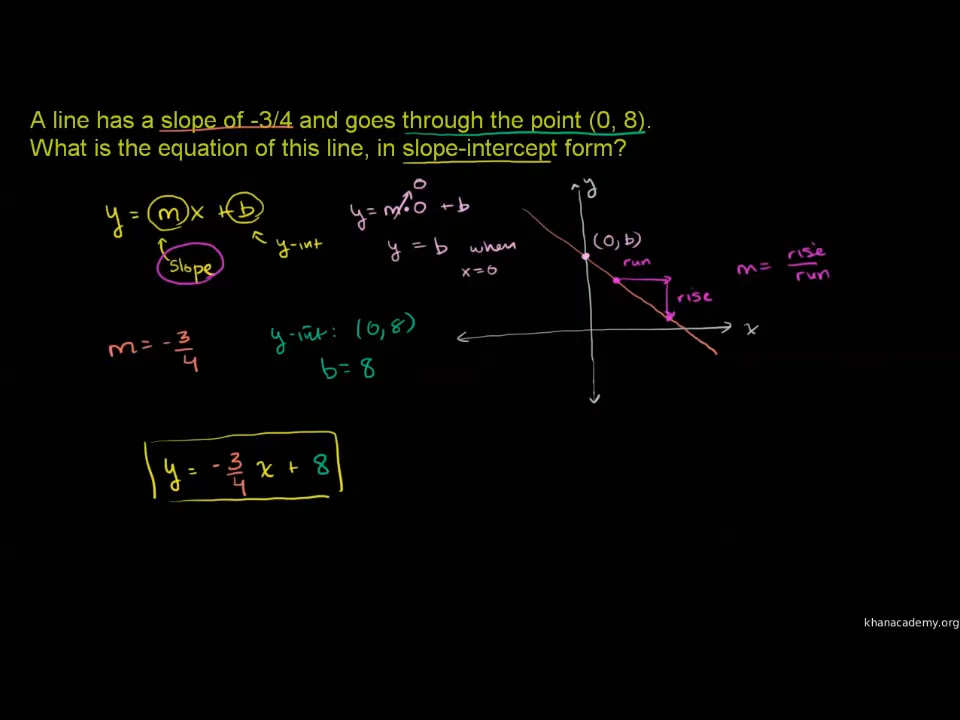 A line has a slope of -3/4 and goes through the point (0, 8).
What is the equation of this line, in slope-intercept form?
y = mx + b
slope
y-int
0
y = m·0 + b
y = b when
x=0
y
(0, b)
run
rise
x
m = rise/run
m = -3/4
y-int: (0, 8)
b = 8
y = -3/4 x + 8
khanacademy.org